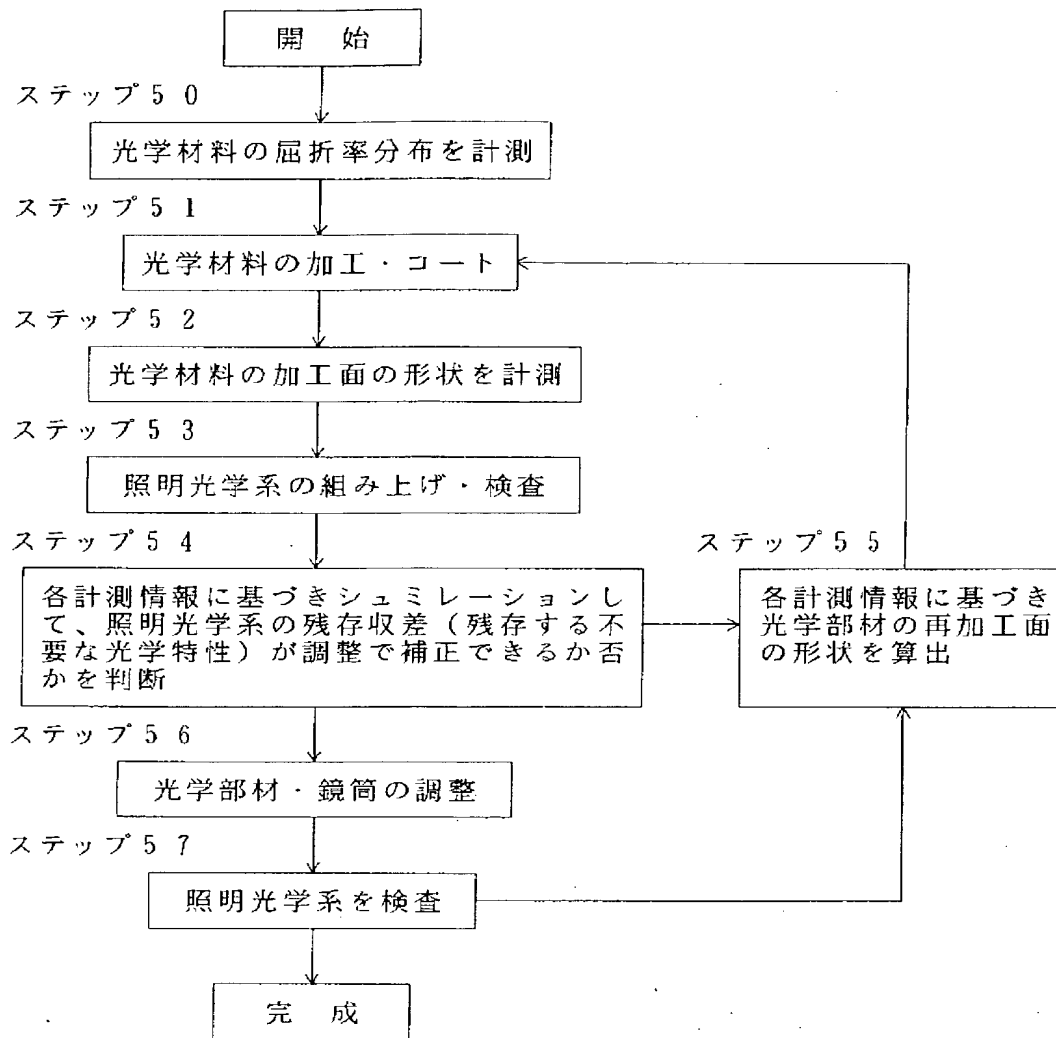 開 始
ステップ50
光学材料の屈折率分布を計測
ステップ51
光学材料の加工・コート
ステップ52
光学材料の加工面の形状を計測
ステップ53
照明光学系の組み上げ・検査
ステップ54
各計測情報に基づきシュミレーションし
て、照明光学系の残存収差(残存する不
要な光学特性)が調整で補正できるか否
かを判断
ステップ55
各計測情報に基づき
光学部材の再加工面
の形状を算出
ステップ56
光学部材・鏡筒の調整
ステップ57
照明光学系を検査
完 成